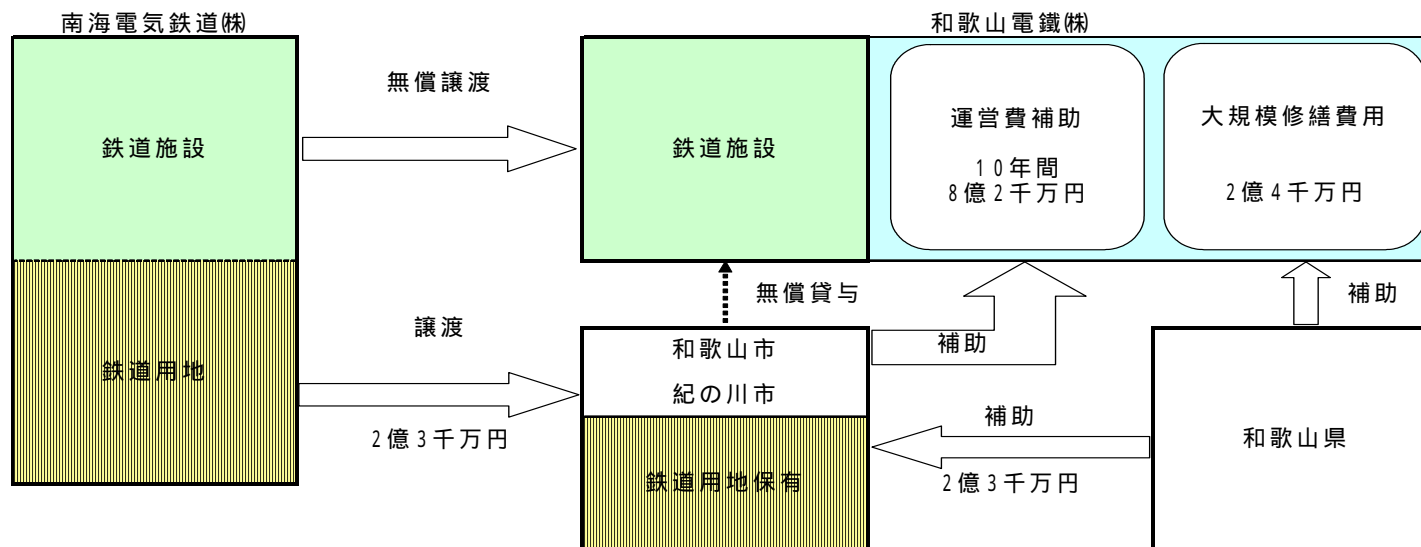 南海電気鉄道㈱
和歌山電鐵㈱
無償譲渡
鉄道施設
鉄道施設
運営費補助
10年間
8億2千万円
大規模修繕費用
2億4千万円
無償貸与
補助
譲渡
鉄道用地
2億3千万円
和歌山市
紀の川市
補助
補助
2億3千万円
鉄道用地保有
和歌山県